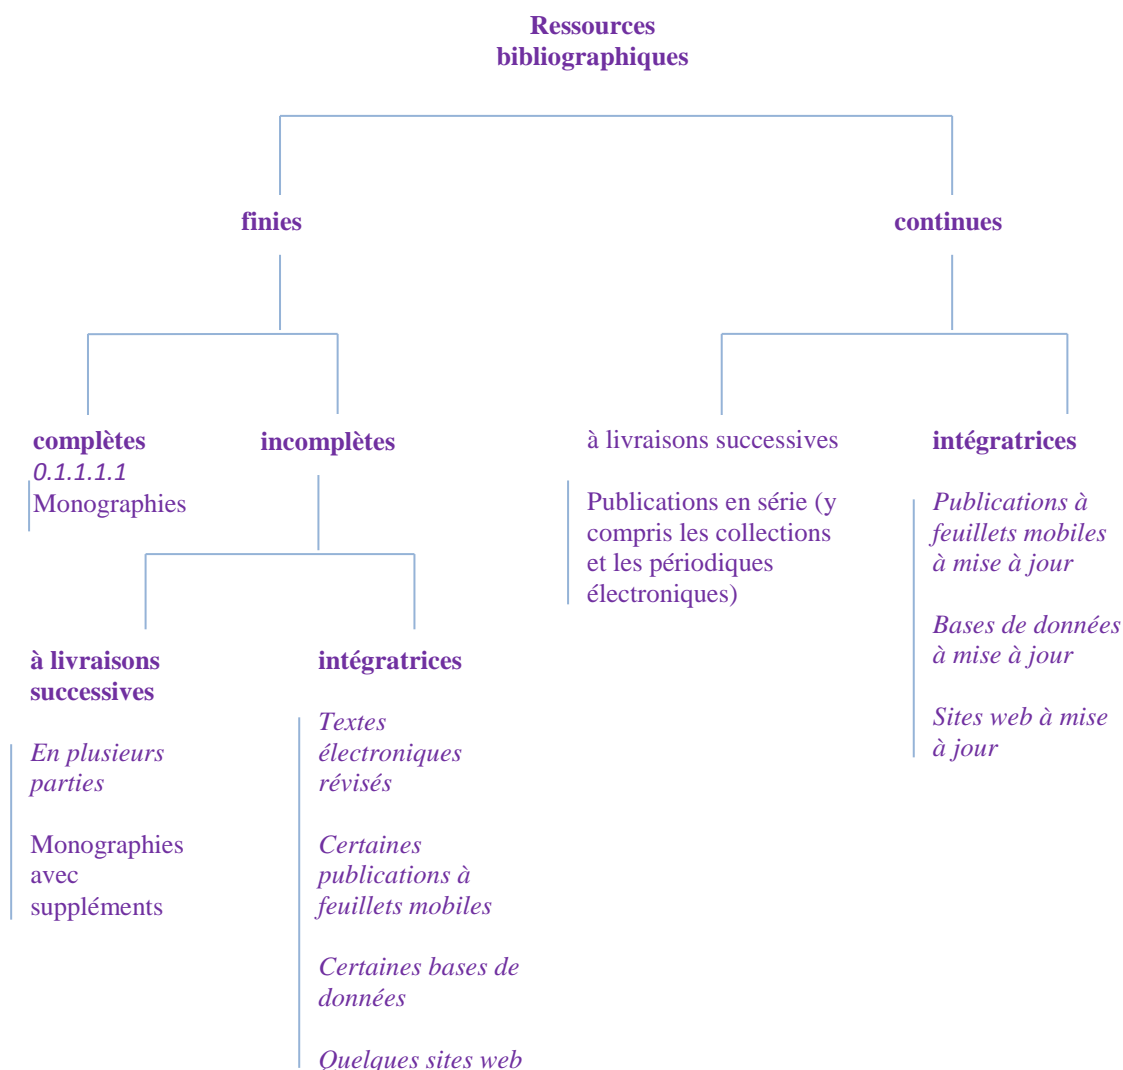 Ressources
bibliographiques
finies
continues
complètes
0.1.1.1.1
Monographies
incomplètes
à livraisons
successives
En plusieurs
parties
Monographies
avec
suppléments
intégratrices
Textes
électroniques
révisés
Certaines
publications à
feuillets mobiles
Certaines bases de
données
Quelques sites web
à livraisons successives
Publications en série (y
compris les collections
et les périodiques
électroniques)
intégratrices
Publications à
feuillets mobiles
à mise à jour
Bases de données
à mise à jour
Sites web à mise
à jour